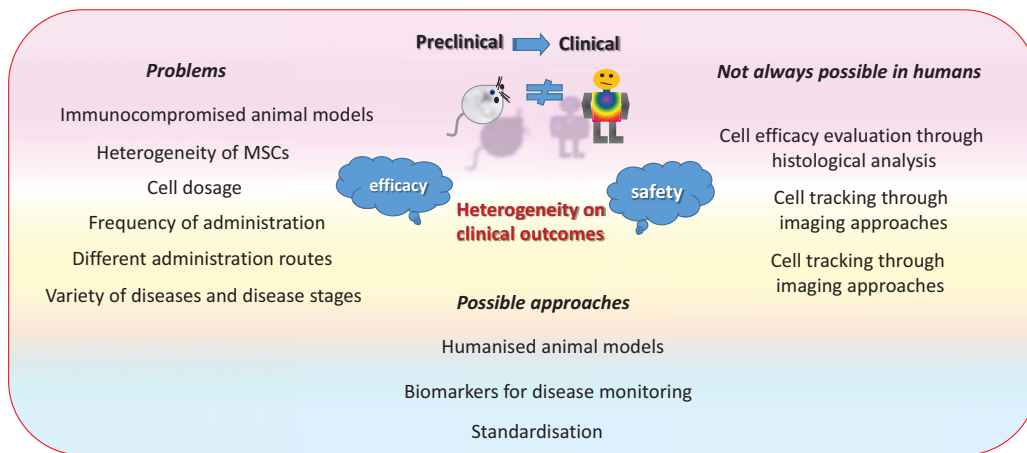 Preclinical
Clinical
Problems
Immunocompromised animal models
Heterogeneity of MSCs
Cell dosage
Frequency of administration
Different administration routes
Variety of diseases and disease stages
efficacy
safety
Heterogeneity on
clinical outcomes
Not always possible in humans
Cell efficacy evaluation through
histological analysis
Cell tracking through
imaging approaches
Cell tracking through
imaging approaches
Possible approaches
Humanised animal models
Biomarkers for disease monitoring
Standardisation